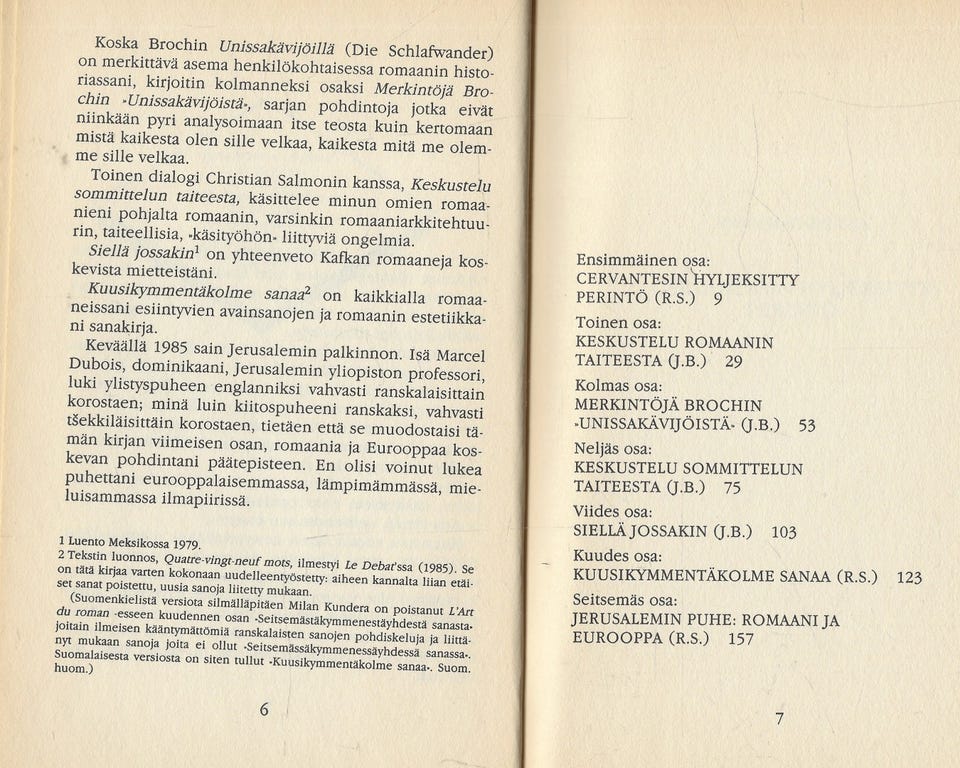 Koska Brochin Unissakävijöillä (Die Schlafwander)
on merkittävä asema henkilökohtaisessa romaanin histo-
riassani, kirjoitin kolmanneksi osaksi Merkintöjä Bro-
chin »Unissakävijöistä», sarjan pohdintoja jotka eivät
niinkään pyri analysoimaan itse teosta kuin kertomaan
mistä kaikesta olen sille velkaa, kaikesta mitä me olem-
me sille velkaa.
Toinen dialogi Christian Salmonin kanssa, Keskustelu
sommittelun taiteesta, käsittelee minun omien romaa-
nieni pohjalta romaanin, varsinkin romaaniarkkitehtuu-
rin, taiteellisia, »käsityöhön» liittyviä ongelmia.
Siellä jossakin¹ on yhteenveto Kafkan romaaneja kos-
kevista mietteistäni.
Kuusikymmentäkolme sanaa² on kaikkialla romaa-
neissani esiintyvien avainsanojen ja romaanin estetiikka-
ni sanakirja.
Keväällä 1985 sain Jerusalemin palkinnon. Isä Marcel
Dubois, dominikaani, Jerusalemin yliopiston professori,
luki ylistyspuheen englanniksi vahvasti ranskalaisittain
korostaen; minä luin kiitospuheeni ranskaksi, vahvasti
tšekkiläisittäin korostaen, tietäen että se muodostaisi tä-
män kirjan viimeisen osan, romaania ja Eurooppaa kos-
kevan pohdintani päätepisteen. En olisi voinut lukea
puhettani eurooppalaisemmassa, lämpimämmässä, mie-
luisammassa ilmapiirissä.
1 Luento Meksikossa 1979.
2 Tekstin luonnos, Quatre-vingt-neuf mots, ilmestyi Le Debat'ssa (1985). Se
on tätä kirjaa varten kokonaan uudelleentyöstetty: aiheen kannalta liian etäi-
set sanat poistettu, uusia sanoja liitetty mukaan.
(Suomenkielistä versiota silmälläpitäen Milan Kundera on poistanut L'Art
du roman -esseen kuudennen osan »Seitsemästäkymmenestäyhdestä sanasta»
joitain ilmeisen kääntymättömiä ranskalaisten sanojen pohdiskeluja ja liittä-
nyt mukaan sanoja joita ei ollut »Seitsemässäkymmenessäyhdessä sanassa».
Suomalaisesta versiosta on siten tullut »Kuusikymmentäkolme sanaa». Suom.
huom.)
6
Ensimmäinen osa:
CERVANTESIN HYLJEKSITTY
PERINTÖ (R.S.) 9
Toinen osa:
KESKUSTELU ROMAANIN
TAITEESTA (J.B.) 29
Kolmas osa:
MERKINTÖJÄ BROCHIN
»UNISSAKÄVIJÖISTÄ» (J.B.) 53
Neljäs osa:
KESKUSTELU SOMMITTELUN
TAITEESTA (J.B.) 75
Viides osa:
SIELLÄ JOSSAKIN (J.B.) 103
Kuudes osa:
KUUSIKYMMENTÄKOLME SANAA (R.S.) 123
Seitsemäs osa:
JERUSALEMIN PUHE: ROMAANI JA
EUROOPPA (R.S.) 157
7